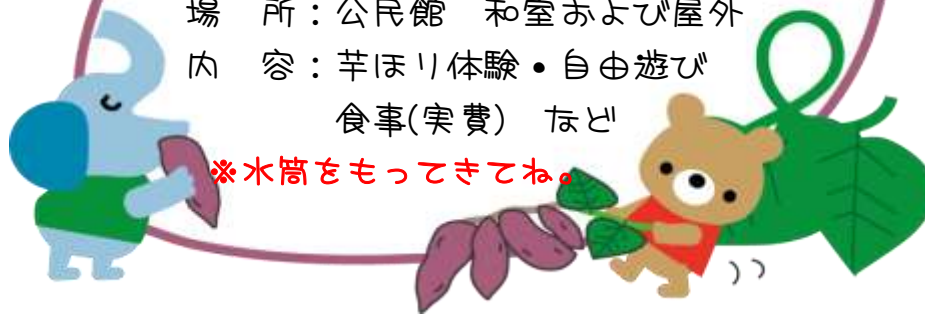 場　所：公民館　和室および屋外
内　容：芋ほり体験・自由遊び
食事(実費)　など
※水筒をもってきてね。